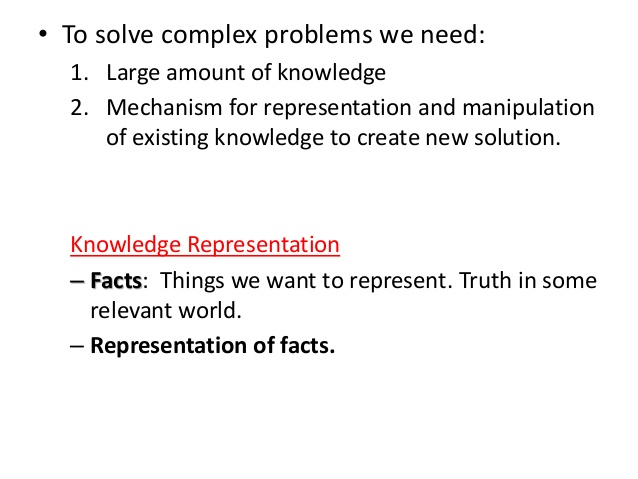 • To solve complex problems we need:
1. Large amount of knowledge
2. Mechanism for representation and manipulation
of existing knowledge to create new solution.
Knowledge Representation
– Facts: Things we want to represent. Truth in some
relevant world.
– Representation of facts.